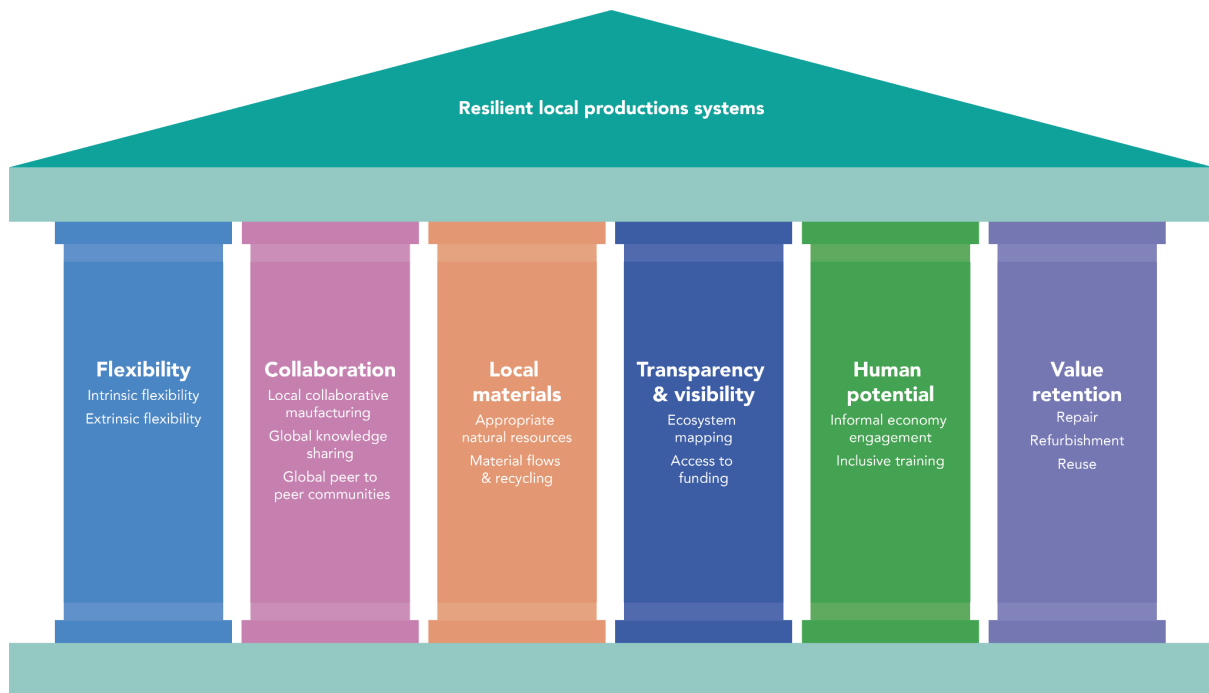 Resilient local productions systems
Flexibility
Intrinsic flexibility
Extrinsic flexibility
Collaboration
Local collaborative
maufacturing
Global knowledge
sharing
Global peer to
peer communities
Local
materials
Appropriate
natural resources
Material flows
& recycling
Transparency
& visibility
Ecosystem
mapping
Access to
funding
Human
potential
Informal economy
engagement
Inclusive training
Value
retention
Repair
Refurbishment
Reuse